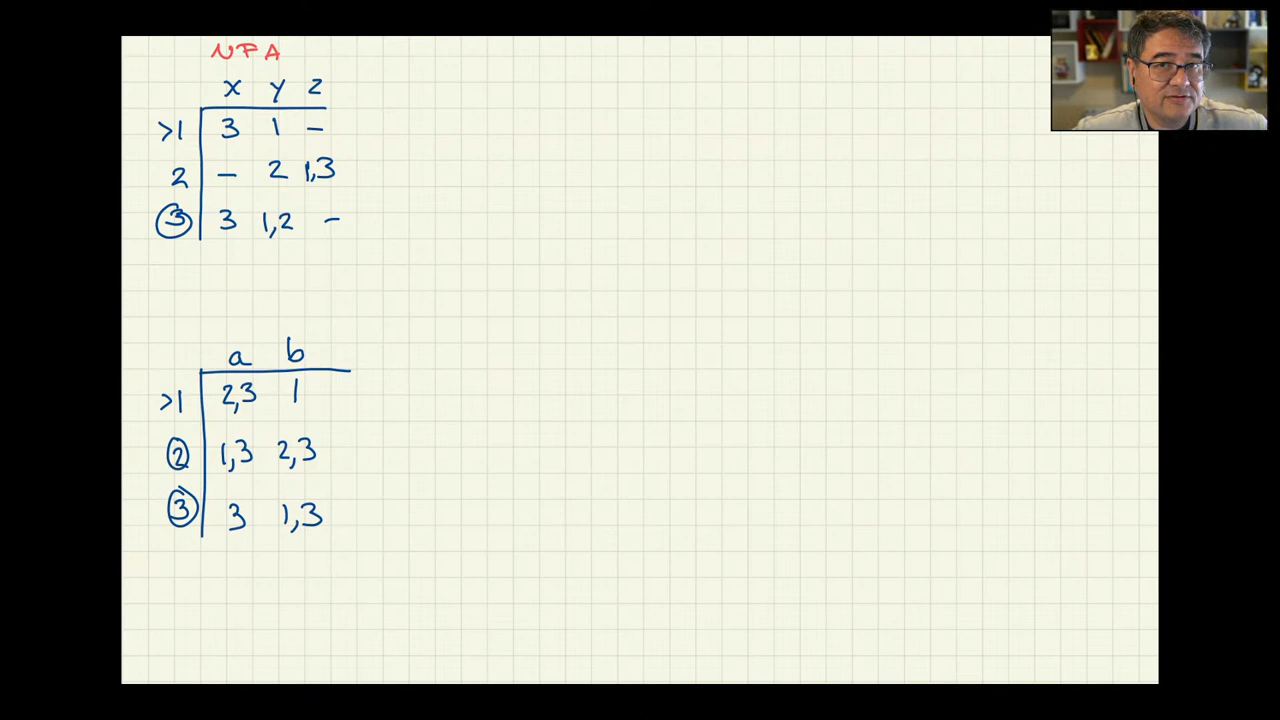 NFA
x y z
>1 3 1 -
2 - 2 1,3
3 3 1,2 -
a b
>1 2,3 1
2 1,3 2,3
3 3 1,3